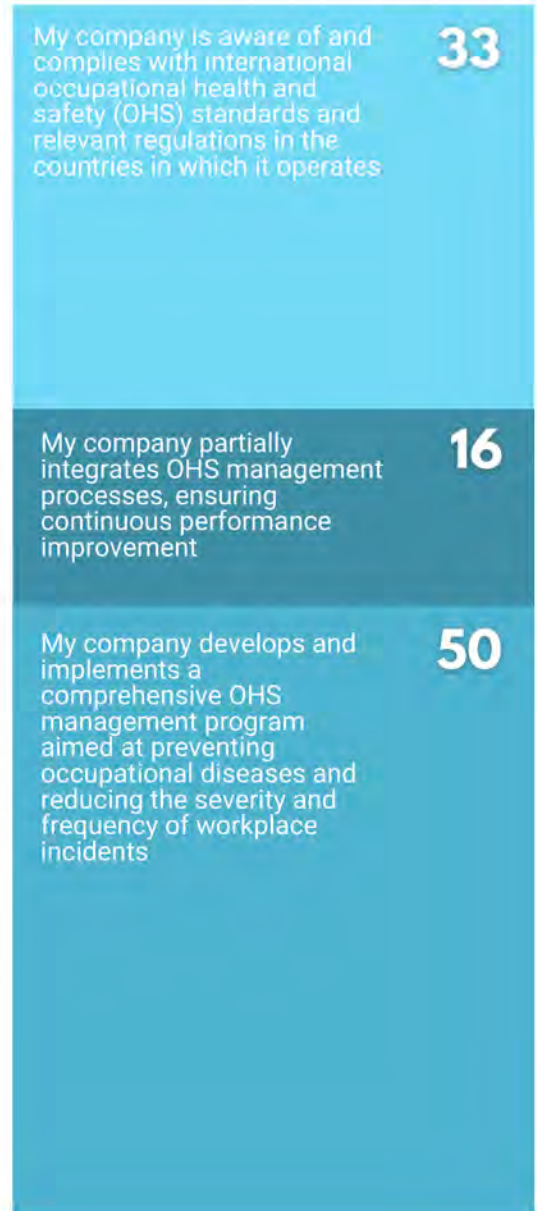 My company is aware of and
complies with international
occupational health and
safety (OHS) standards and
relevant regulations in the
countries in which it operates
33
My company partially
integrates OHS management
processes, ensuring
continuous performance
improvement
16
My company develops and
implements a
comprehensive OHS
management program
aimed at preventing
occupational diseases and
reducing the severity and
frequency of workplace
incidents
50